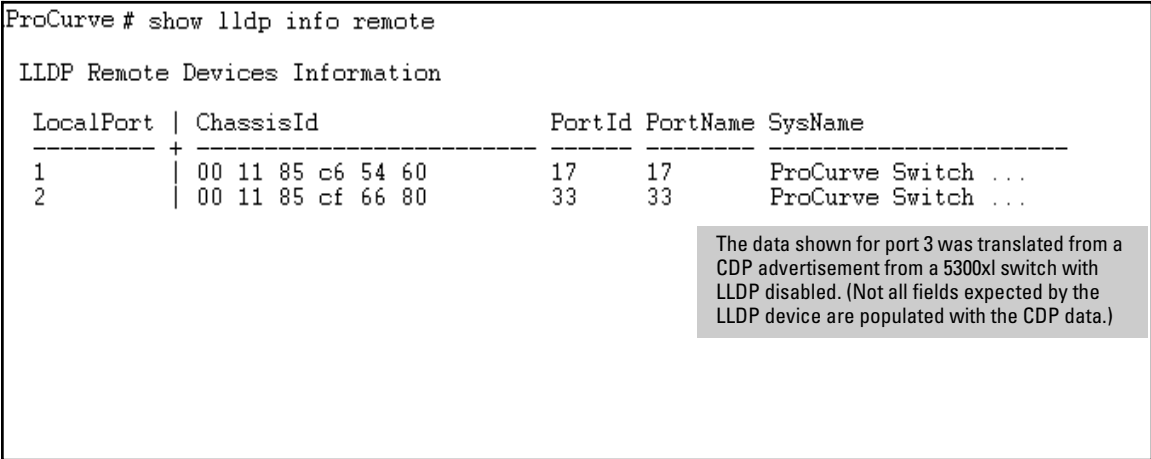 ProCurve # show lldp info remote
LLDP Remote Devices Information
LocalPort | ChassisId PortId PortName SysName
--------- + ------------------------- ------ -------- ----------------------
1 | 00 11 85 c6 54 60 17 17 ProCurve Switch ...
2 | 00 11 85 cf 66 80 33 33 ProCurve Switch ...
The data shown for port 3 was translated from a
CDP advertisement from a 5300xl switch with
LLDP disabled. (Not all fields expected by the
LLDP device are populated with the CDP data.)